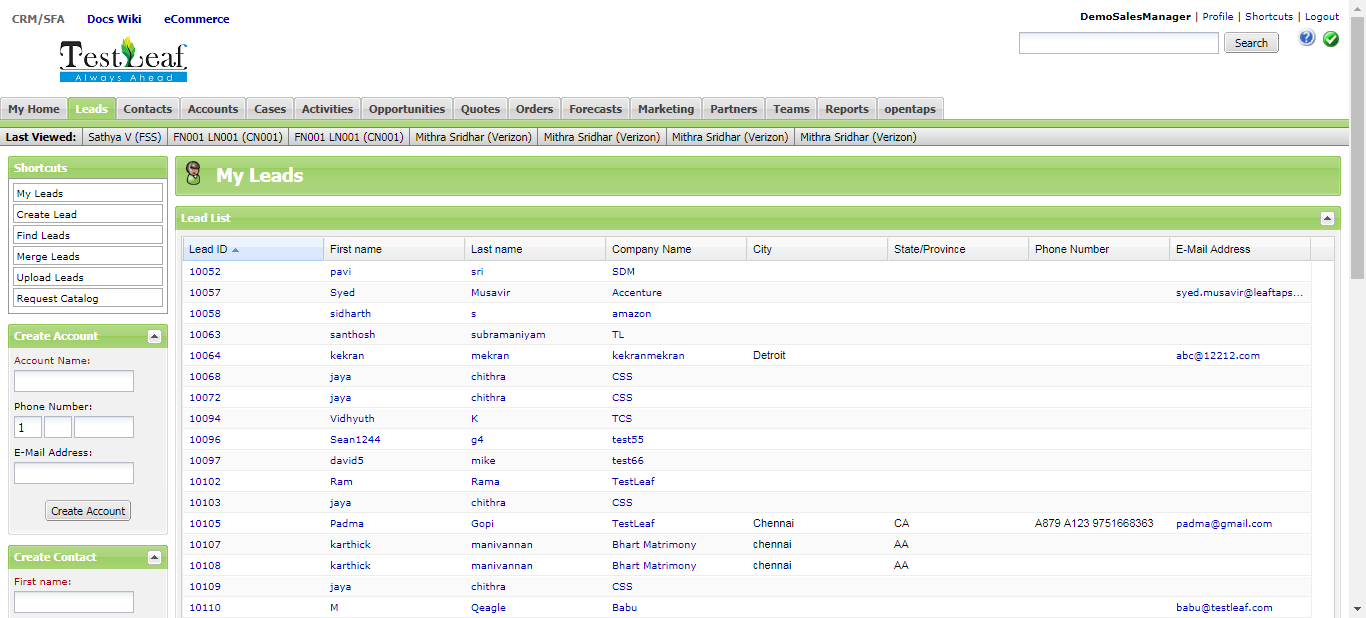 CRM/SFA Docs Wiki eCommerce
DemoSalesManager | Profile | Shortcuts | Logout
TestLeaf
Always Ahead
Search
My Home Leads Contacts Accounts Cases Activities Opportunities Quotes Orders Forecasts Marketing Partners Teams Reports opentaps
Last Viewed: Sathya V (FSS) FN001 LN001 (CN001) FN001 LN001 (CN001) Mithra Sridhar (Verizon) Mithra Sridhar (Verizon) Mithra Sridhar (Verizon) Mithra Sridhar (Verizon)
Shortcuts
My Leads
Create Lead
Find Leads
Merge Leads
Upload Leads
Request Catalog
Create Account
Account Name:
Phone Number:
1
E-Mail Address:
Create Account
Create Contact
First name:
My Leads
Lead List
Lead ID First name Last name Company Name City State/Province Phone Number E-Mail Address
10052 pavi sri SDM
10057 Syed Musavir Accenture syed.musavir@leaftaps...
10058 sidharth s amazon
10063 santhosh subramaniyam TL
10064 kekran mekran kekranmekran Detroit abc@12212.com
10068 jaya chithra CSS
10072 jaya chithra CSS
10094 Vidhyuth K TCS
10096 Sean1244 g4 test55
10097 david5 mike test66
10102 Ram Rama TestLeaf
10103 jaya chithra CSS
10105 Padma Gopi TestLeaf Chennai CA A879 A123 9751668363 padma@gmail.com
10107 karthick manivannan Bhart Matrimony chennai AA
10108 karthick manivannan Bhart Matrimony chennai AA
10109 jaya chithra CSS
10110 M Qeagle Babu babu@testleaf.com